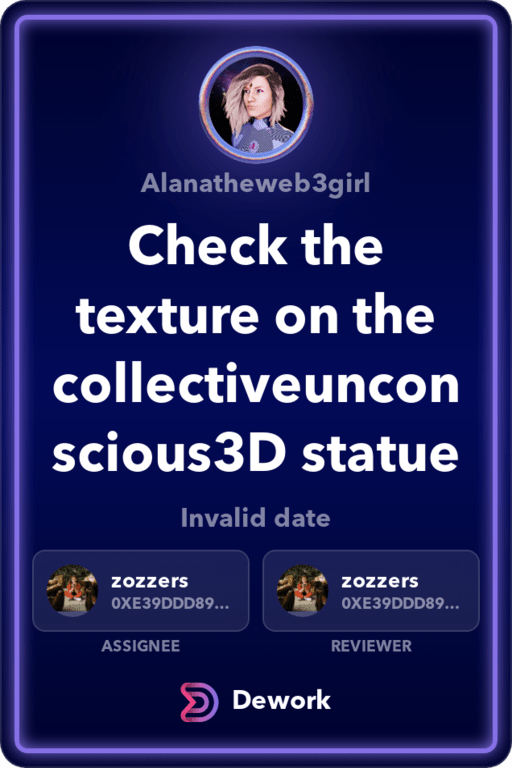 Alanatheweb3girl
Check the
texture on the
collectiveuncon
scious3D statue
Invalid date
zozzers
0XE39DDD89...
zozzers
0XE39DDD89...
ASSIGNEE
REVIEWER
Dework